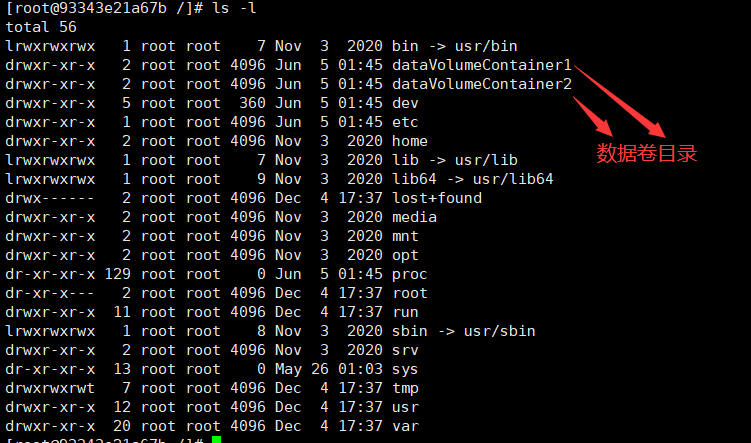 [root@93343e21a67b /]# ls -l
total 56
lrwxrwxrwx   1 root root    7 Nov  3  2020 bin -> usr/bin
drwxr-xr-x   2 root root 4096 Jun  5 01:45 dataVolumeContainer1
drwxr-xr-x   2 root root 4096 Jun  5 01:45 dataVolumeContainer2
drwxr-xr-x   5 root root  360 Jun  5 01:45 dev
drwxr-xr-x   1 root root 4096 Jun  5 01:45 etc
drwxr-xr-x   2 root root 4096 Nov  3  2020 home
数据卷目录
lrwxrwxrwx   1 root root    7 Nov  3  2020 lib -> usr/lib
lrwxrwxrwx   1 root root    9 Nov  3  2020 lib64 -> usr/lib64
drwx------   2 root root 4096 Dec  4 17:37 lost+found
drwxr-xr-x   2 root root 4096 Nov  3  2020 media
drwxr-xr-x   2 root root 4096 Nov  3  2020 mnt
drwxr-xr-x   2 root root 4096 Nov  3  2020 opt
dr-xr-xr-x 129 root root    0 Jun  5 01:45 proc
dr-xr-x---   2 root root 4096 Dec  4 17:37 root
drwxr-xr-x  11 root root 4096 Dec  4 17:37 run
lrwxrwxrwx   1 root root    8 Nov  3  2020 sbin -> usr/sbin
drwxr-xr-x   2 root root 4096 Nov  3  2020 srv
dr-xr-xr-x  13 root root    0 May 26 01:03 sys
drwxrwxrwt   7 root root 4096 Dec  4 17:37 tmp
drwxr-xr-x  12 root root 4096 Dec  4 17:37 usr
drwxr-xr-x  20 root root 4096 Dec  4 17:37 var
[root@93343e21a67b /]#